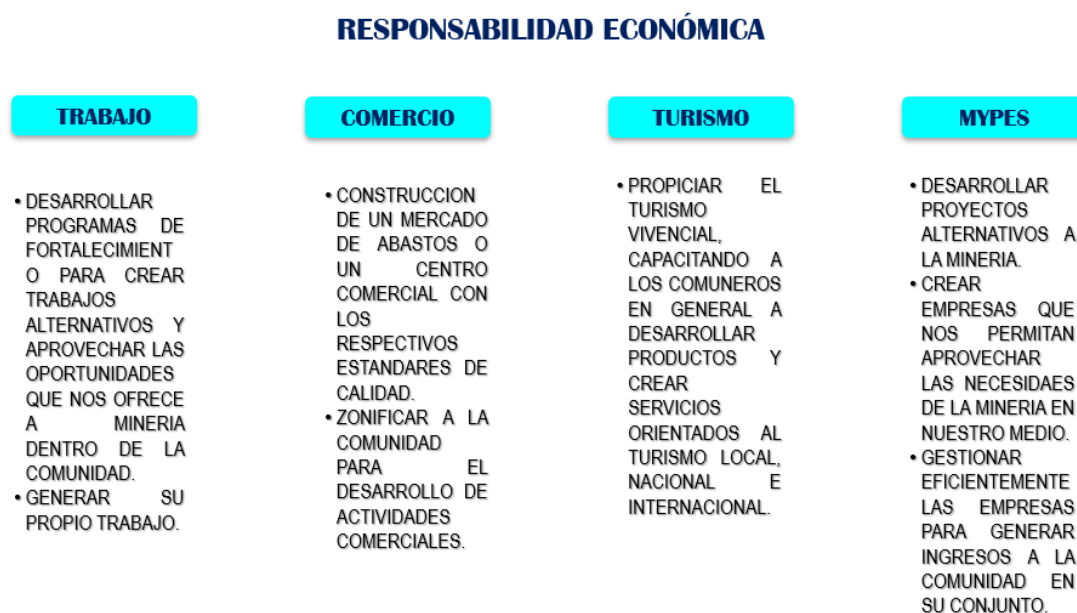 RESPONSABILIDAD ECONÓMICA
TRABAJO
• DESARROLLAR
PROGRAMAS DE
FORTALECIMIENT
O PARA CREAR
TRABAJOS
ALTERNATIVOS Y
APROVECHAR LAS
OPORTUNIDADES
QUE NOS OFRECE
A MINERIA
DENTRO DE LA
COMUNIDAD.
• GENERAR SU
PROPIO TRABAJO.
COMERCIO
• CONSTRUCCION
DE UN MERCADO
DE ABASTOS O
UN CENTRO
COMERCIAL CON
LOS
RESPECTIVOS
ESTANDARES DE
CALIDAD.
• ZONIFICAR A LA
COMUNIDAD
PARA EL
DESARROLLO DE
ACTIVIDADES
COMERCIALES.
TURISMO
• PROPICIAR EL
TURISMO
VIVENCIAL,
CAPACITANDO A
LOS COMUNEROS
EN GENERAL A
DESARROLLAR
PRODUCTOS Y
CREAR
SERVICIOS
ORIENTADOS AL
TURISMO LOCAL,
NACIONAL E
INTERNACIONAL.
MYPES
• DESARROLLAR
PROYECTOS
ALTERNATIVOS A
LA MINERIA.
• CREAR
EMPRESAS QUE
NOS PERMITAN
APROVECHAR
LAS NECESIDAES
DE LA MINERIA EN
NUESTRO MEDIO.
• GESTIONAR
EFICIENTEMENTE
LAS EMPRESAS
PARA GENERAR
INGRESOS A LA
COMUNIDAD EN
SU CONJUNTO.